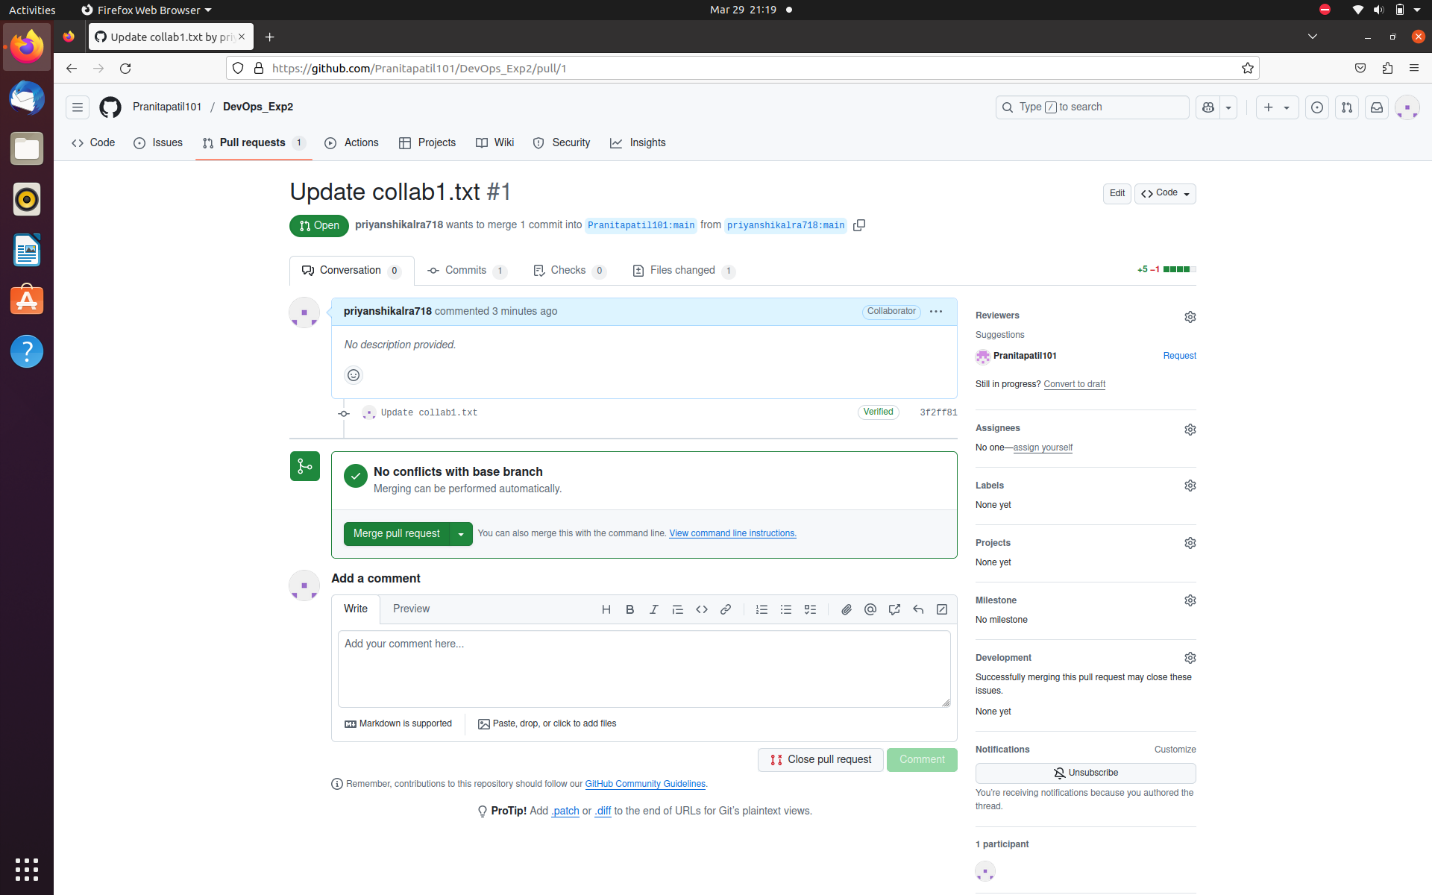 Activities
Firefox Web Browser
Mar 29 21:19
Update collab1.txt by pri
https://github.com/Pranitapatil101/DevOps_Exp2/pull/1
Pranitapatil101 / DevOps_Exp2
Type / to search
Code
Issues
Pull requests 1
Actions
Projects
Wiki
Security
Insights
Update collab1.txt #1
Edit
Code
Open
priyanshikalra718 wants to merge 1 commit into Pranitapatil101:main from priyanshikalra718:main
Conversation 0
Commits 1
Checks 0
Files changed 1
+5 −1
priyanshikalra718 commented 3 minutes ago
Collaborator
No description provided.
Update collab1.txt
Verified
3f2ff81
No conflicts with base branch
Merging can be performed automatically.
Merge pull request
You can also merge this with the command line. View command line instructions.
Add a comment
Write
Preview
Add your comment here...
Markdown is supported
Paste, drop, or click to add files
Close pull request
Comment
Remember, contributions to this repository should follow our GitHub Community Guidelines.
ProTip! Add .patch or .diff to the end of URLs for Git's plaintext views.
Reviewers
Suggestions
Pranitapatil101
Request
Still in progress? Convert to draft
Assignees
No one—assign yourself
Labels
None yet
Projects
None yet
Milestone
No milestone
Development
Successfully merging this pull request may close these
issues.
None yet
Notifications
Customize
Unsubscribe
You're receiving notifications because you authored the
thread.
1 participant